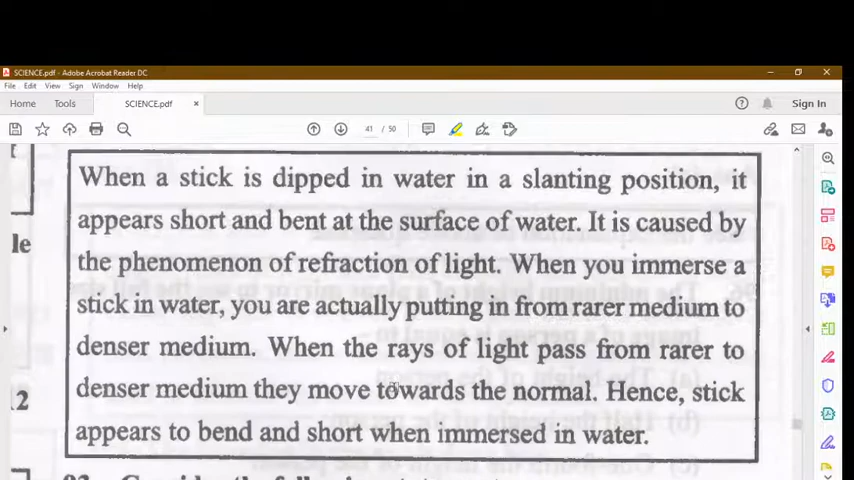 SCIENCE.pdf - Adobe Acrobat Reader DC
File Edit View Sign Window Help
Home Tools SCIENCE.pdf × Sign In
41 / 50
When a stick is dipped in water in a slanting position, it
appears short and bent at the surface of water. It is caused by
the phenomenon of refraction of light. When you immerse a
le
stick in water, you are actually putting in from rarer medium to
denser medium. When the rays of light pass from rarer to
12
denser medium they move towards the normal. Hence, stick
appears to bend and short when immersed in water.